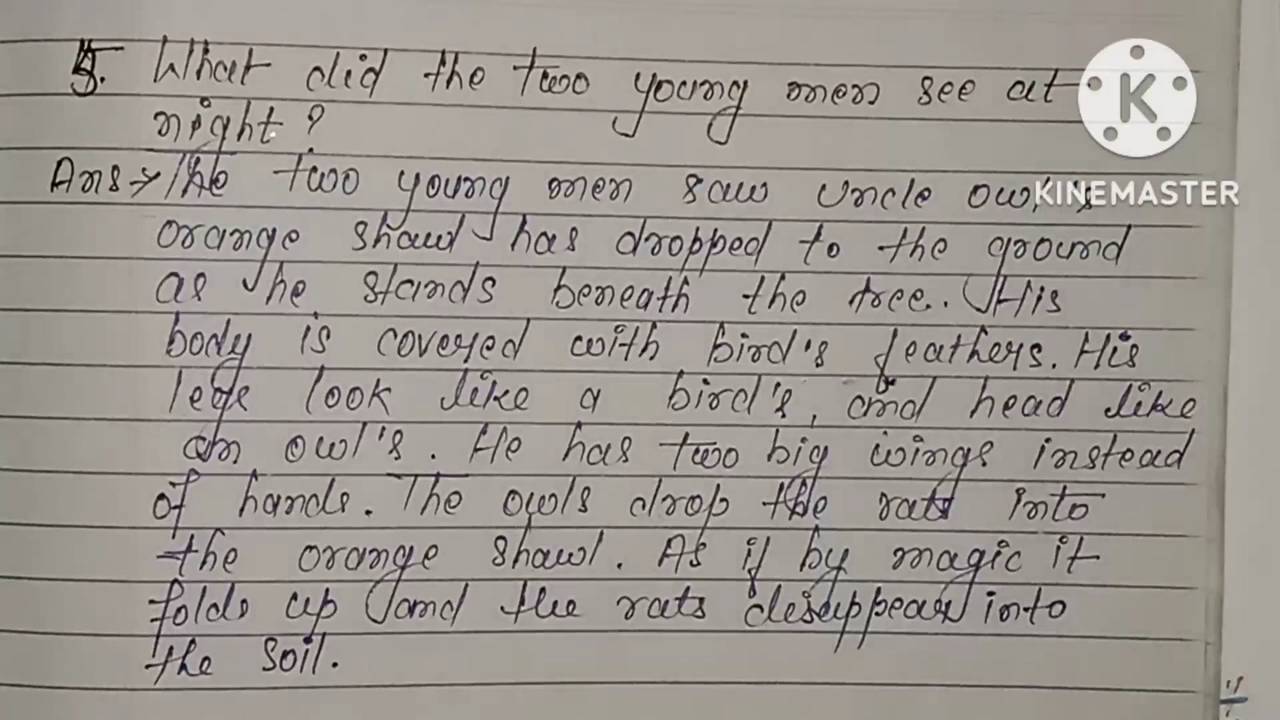 5. What did the two young men see at
night?
Ans→ The two young men saw Uncle Owl's
orange shawl has dropped to the ground
as he stands beneath the tree. His
body is covered with bird's feathers. His
legs look like a bird's, and head like
an owl's. He has two big wings instead
of hands. The owls drop the rats into
the orange shawl. As if by magic it
folds up and the rats desappear into
the soil.
K
KINEMASTER